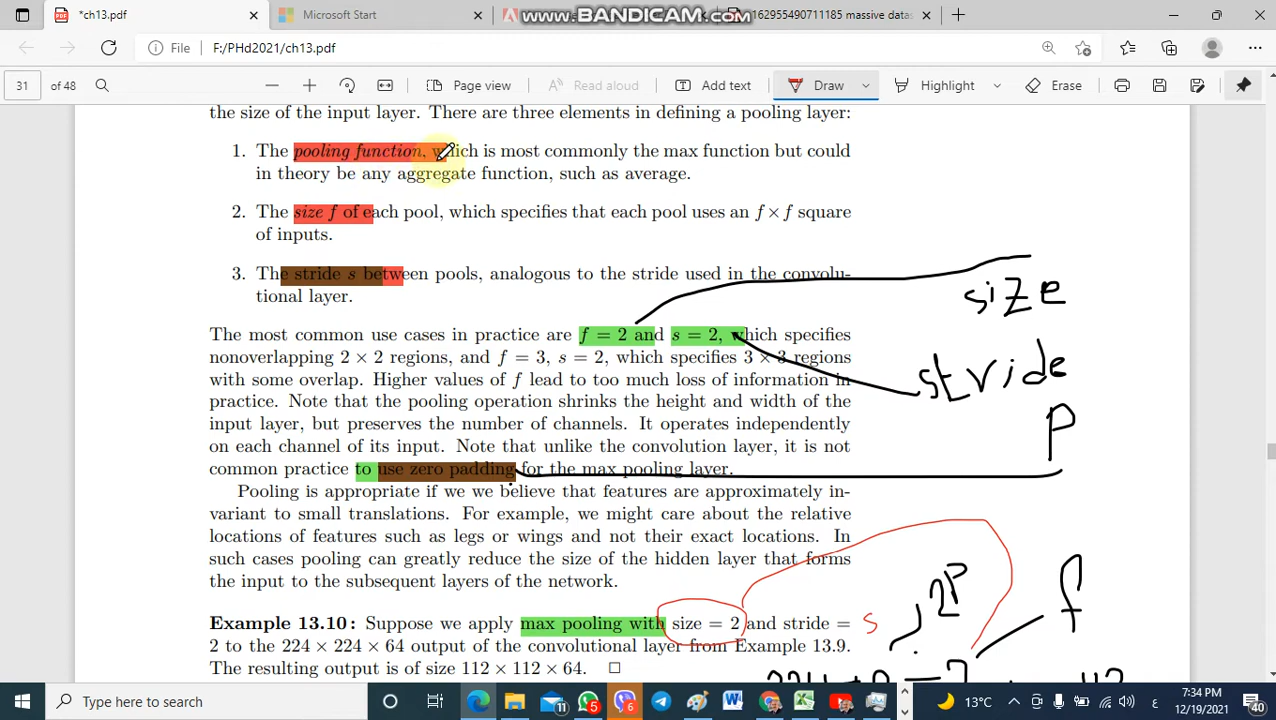 *ch13.pdf
Microsoft Start
www.BANDICAM.com
162955490711185 massive datas
File
F:/PHd2021/ch13.pdf
31 of 48
Page view
Read aloud
Add text
Draw
Highlight
Erase
the size of the input layer. There are three elements in defining a pooling layer:
1. The pooling function, which is most commonly the max function but could
in theory be any aggregate function, such as average.
2. The size f of each pool, which specifies that each pool uses an f × f square
of inputs.
3. The stride s between pools, analogous to the stride used in the convolu-
tional layer.
size
The most common use cases in practice are f = 2 and s = 2, which specifies
nonoverlapping 2 × 2 regions, and f = 3, s = 2, which specifies 3 × 3 regions
stride
with some overlap. Higher values of f lead to too much loss of information in
practice. Note that the pooling operation shrinks the height and width of the
input layer, but preserves the number of channels. It operates independently
P
on each channel of its input. Note that unlike the convolution layer, it is not
common practice to use zero padding for the max pooling layer.
Pooling is appropriate if we we believe that features are approximately in-
variant to small translations. For example, we might care about the relative
locations of features such as legs or wings and not their exact locations. In
such cases pooling can greatly reduce the size of the hidden layer that forms
the input to the subsequent layers of the network.
2P
f
Example 13.10: Suppose we apply max pooling with size = 2 and stride =
s
2 to the 224 × 224 × 64 output of the convolutional layer from Example 13.9.
The resulting output is of size 112 × 112 × 64. □
Type here to search
11
5
6
13°C
ع
7:34 PM
12/19/2021
40